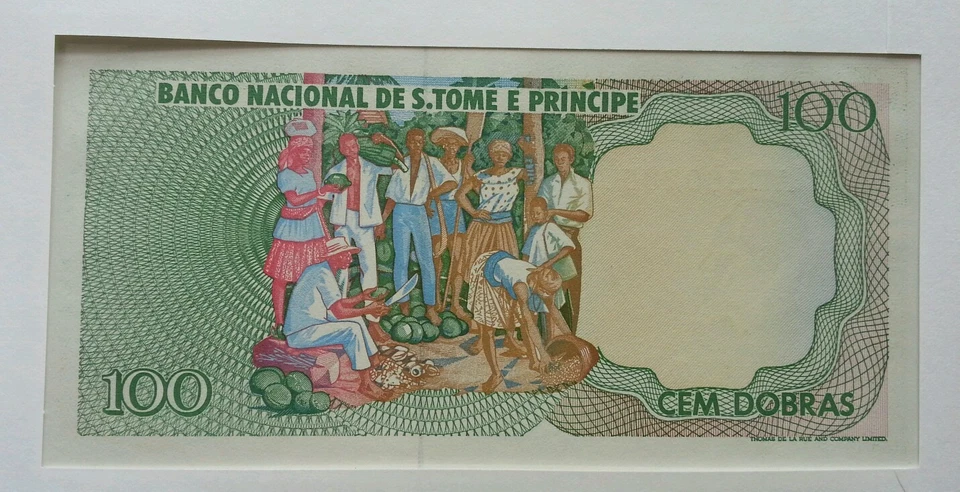 BANCO NACIONAL DE S.TOME E PRINCIPE
100
100
CEM DOBRAS
THOMAS DE LA RUE AND COMPANY LIMITED.